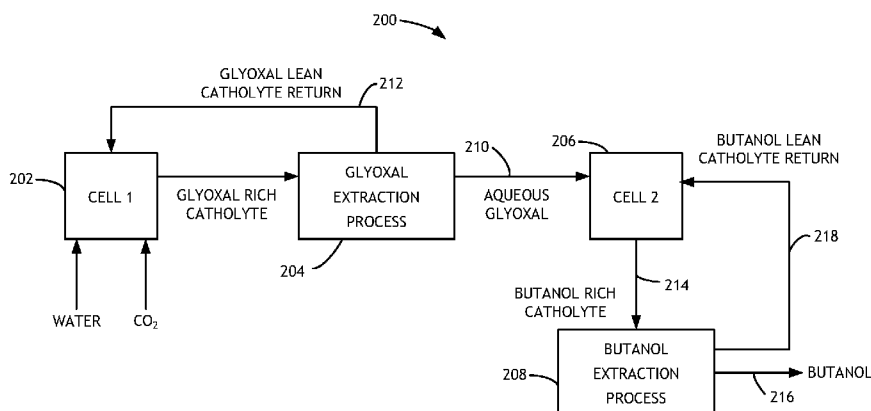 200
GLYOXAL LEAN
CATHOLYTE RETURN
212
202
CELL 1
GLYOXAL RICH
CATHOLYTE
GLYOXAL
EXTRACTION
PROCESS
204
210
AQUEOUS
GLYOXAL
206
CELL 2
BUTANOL LEAN
CATHOLYTE RETURN
218
WATER
CO₂
214
BUTANOL RICH
CATHOLYTE
208
BUTANOL
EXTRACTION
PROCESS
BUTANOL
216